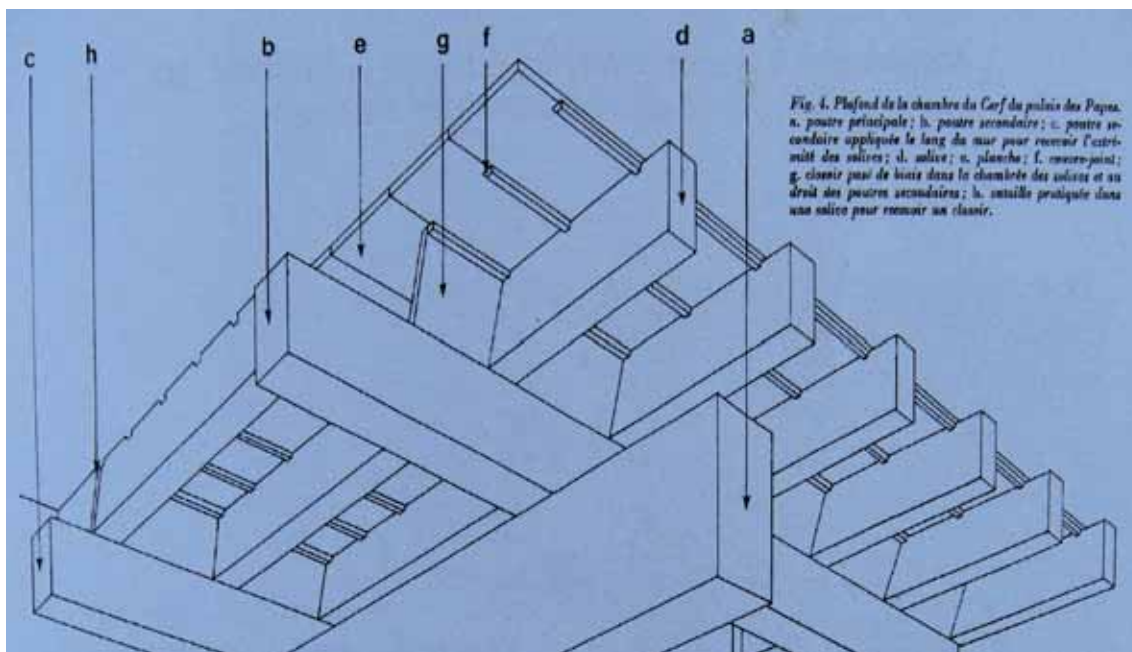 c h b e g f d a
Fig. 4. Plafond de la chambre du Cerf du palais des Papes.
a. poutre principale; b. poutre secondaire; c. poutre se-
condaire appliquée le long du mur pour recevoir l'extré-
mité des solives; d. solive; e. planche; f. couvre-joint;
g. closoir posé de biais dans la chambrée des solives et au
droit des poutres secondaires; h. entaille pratiquée dans
une solive pour recevoir un closoir.